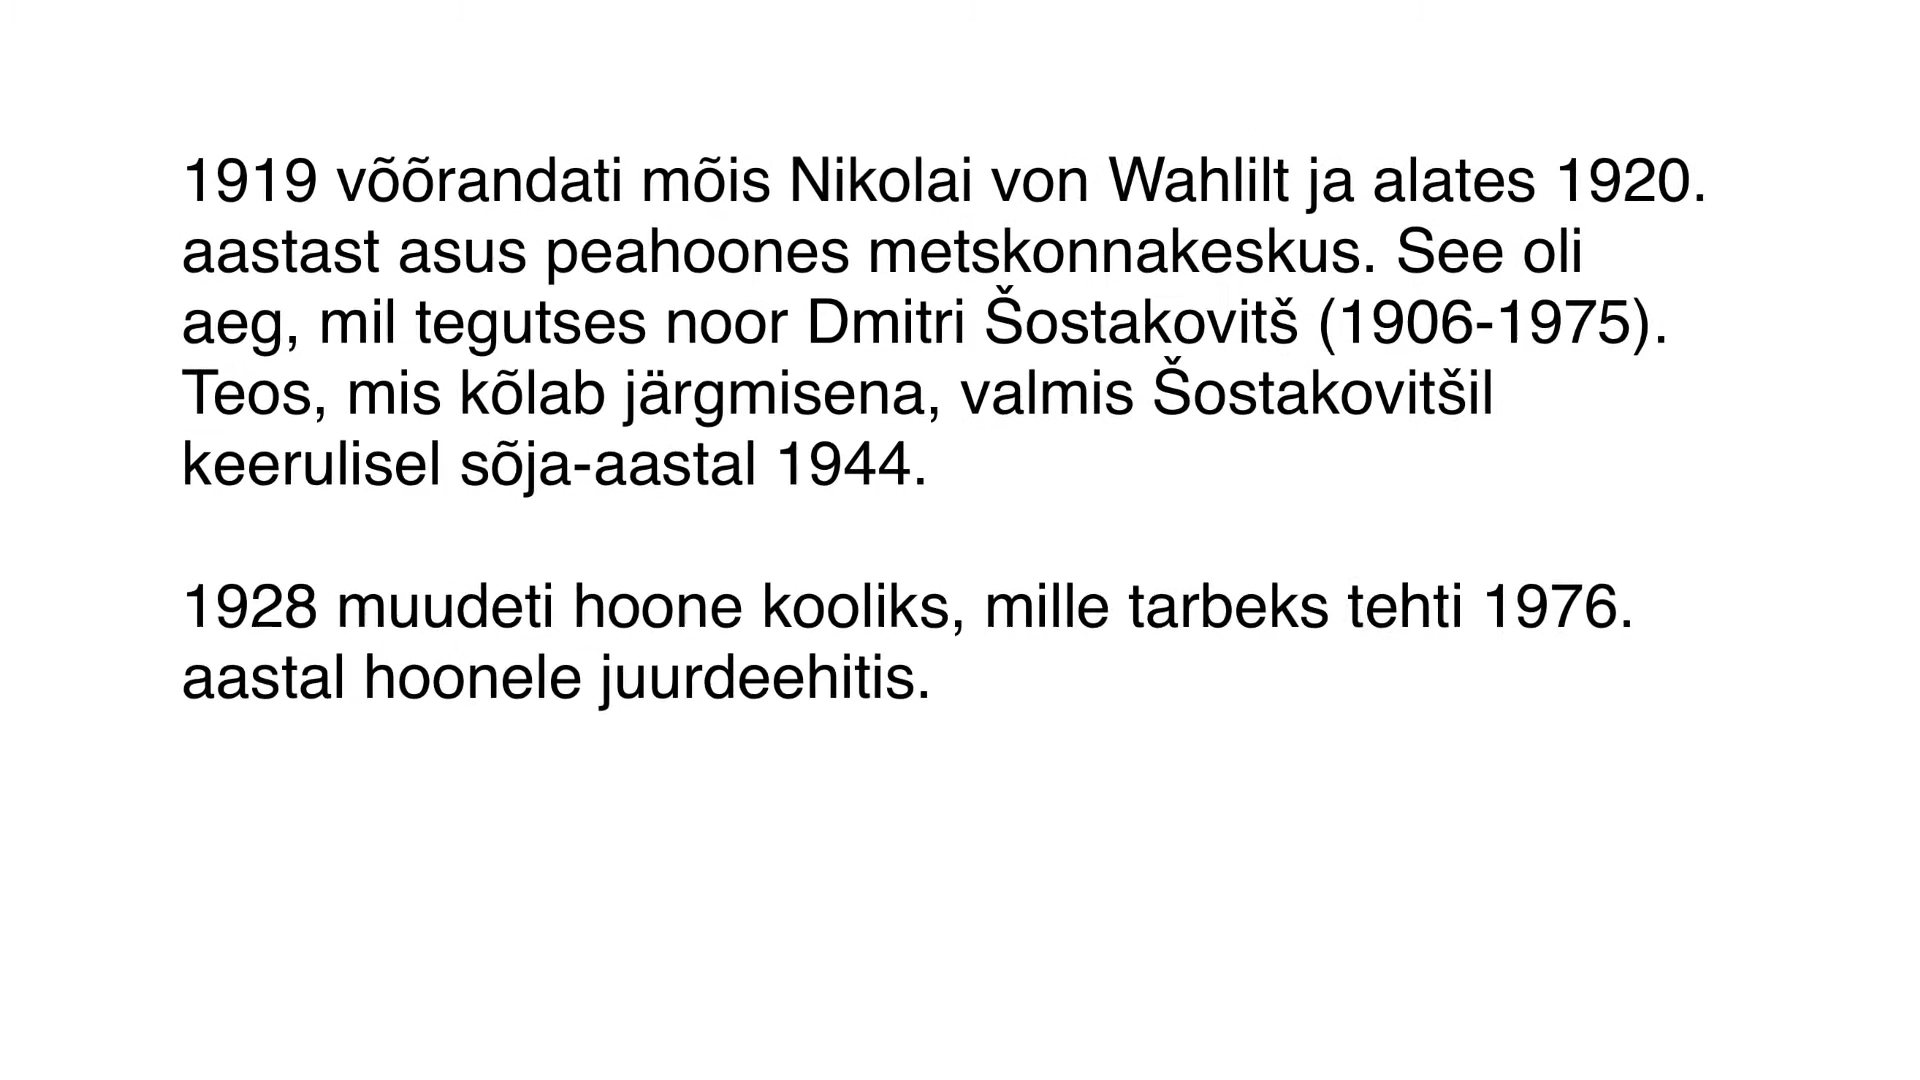 1919 võõrandati mõis Nikolai von Wahlilt ja alates 1920.
aastast asus peahoones metskonnakeskus. See oli
aeg, mil tegutses noor Dmitri Šostakovitš (1906-1975).
Teos, mis kõlab järgmisena, valmis Šostakovitšil
keerulisel sõja-aastal 1944.
1928 muudeti hoone kooliks, mille tarbeks tehti 1976.
aastal hoonele juurdeehitis.